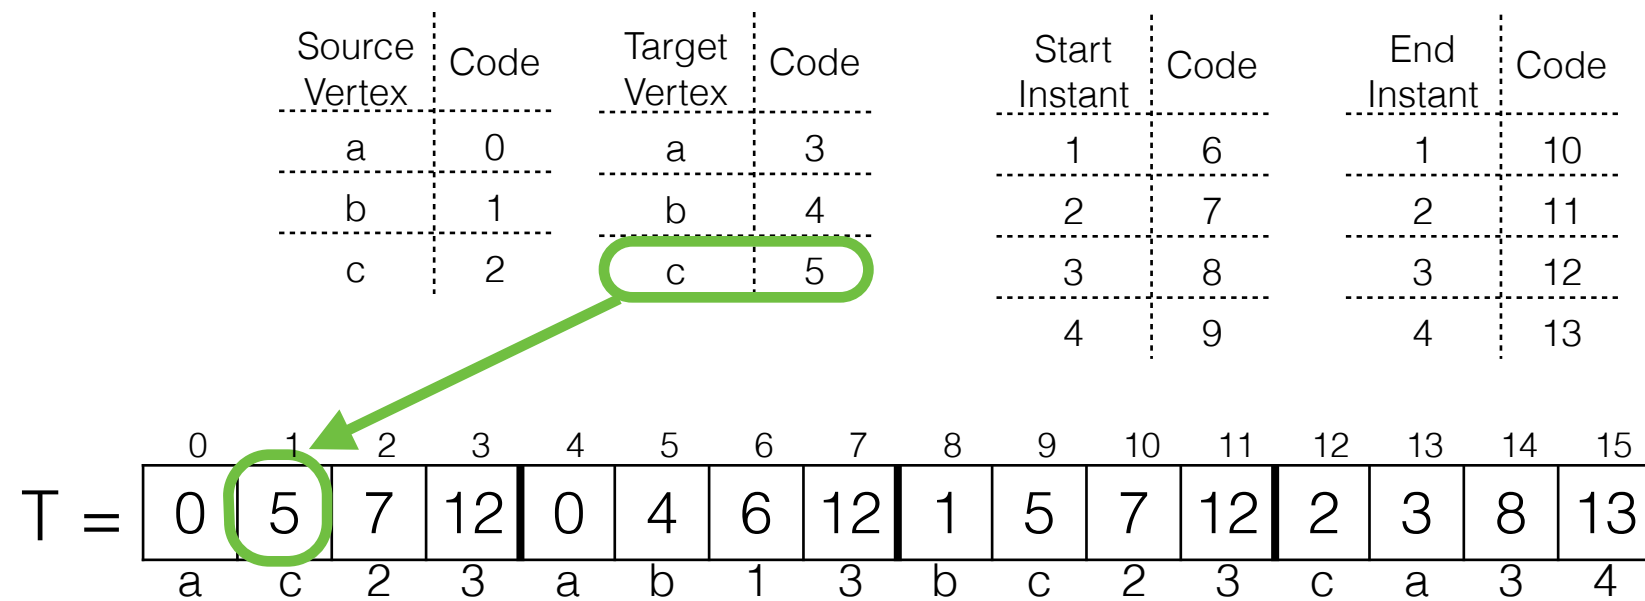 Source Vertex Code Target Vertex Code Start Instant Code End Instant Code
a 0 a 3 1 6 1 10
b 1 b 4 2 7 2 11
c 2 c 5 3 8 3 12
4 9 4 13
0 1 2 3 4 5 6 7 8 9 10 11 12 13 14 15
T = 0 5 7 12 0 4 6 12 1 5 7 12 2 3 8 13
a c 2 3 a b 1 3 b c 2 3 c a 3 4